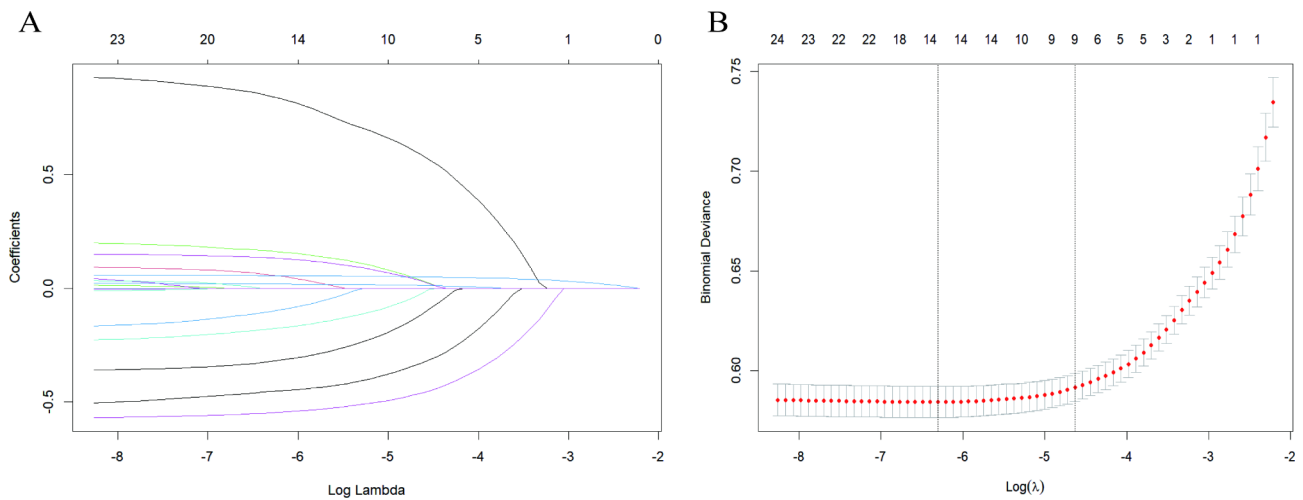 A
23 20 14 10 5 1 0
Coefficients
0.5
0.0
-0.5
-8 -7 -6 -5 -4 -3 -2
Log Lambda
B
24 23 22 22 18 14 14 14 10 9 9 6 5 5 3 2 1 1 1
Binomial Deviance
0.75
0.70
0.65
0.60
-8 -7 -6 -5 -4 -3 -2
Log(λ)